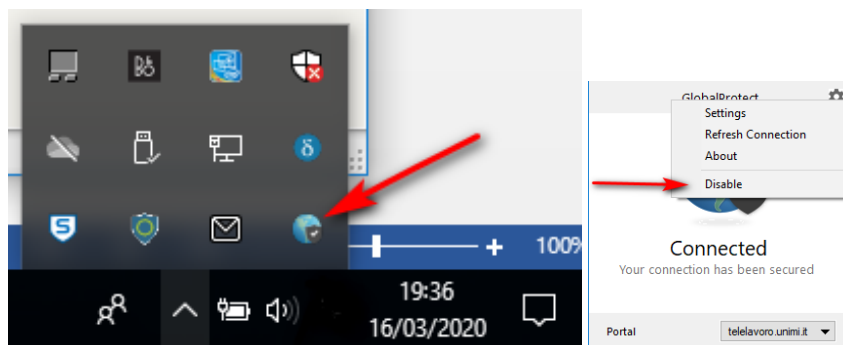 100%
19:36
16/03/2020
GlobalProtect
Settings
Refresh Connection
About
Disable
Connected
Your connection has been secured
Portal telelavoro.unimi.it